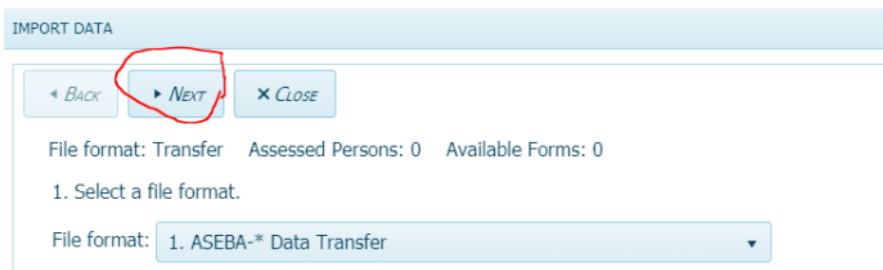 IMPORT DATA
BACK NEXT CLOSE
File format: Transfer Assessed Persons: 0 Available Forms: 0
1. Select a file format.
File format: 1. ASEBA-* Data Transfer